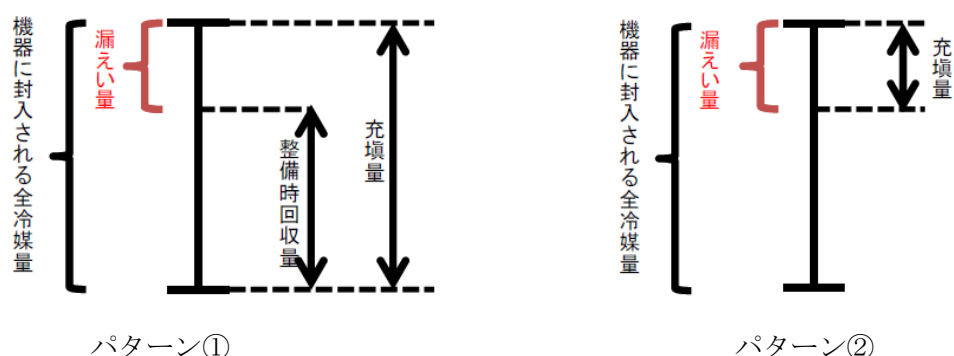 機器に封入される全冷媒量
漏えい量
整備時回収量
充塡量
パターン①
機器に封入される全冷媒量
漏えい量
充塡量
パターン②